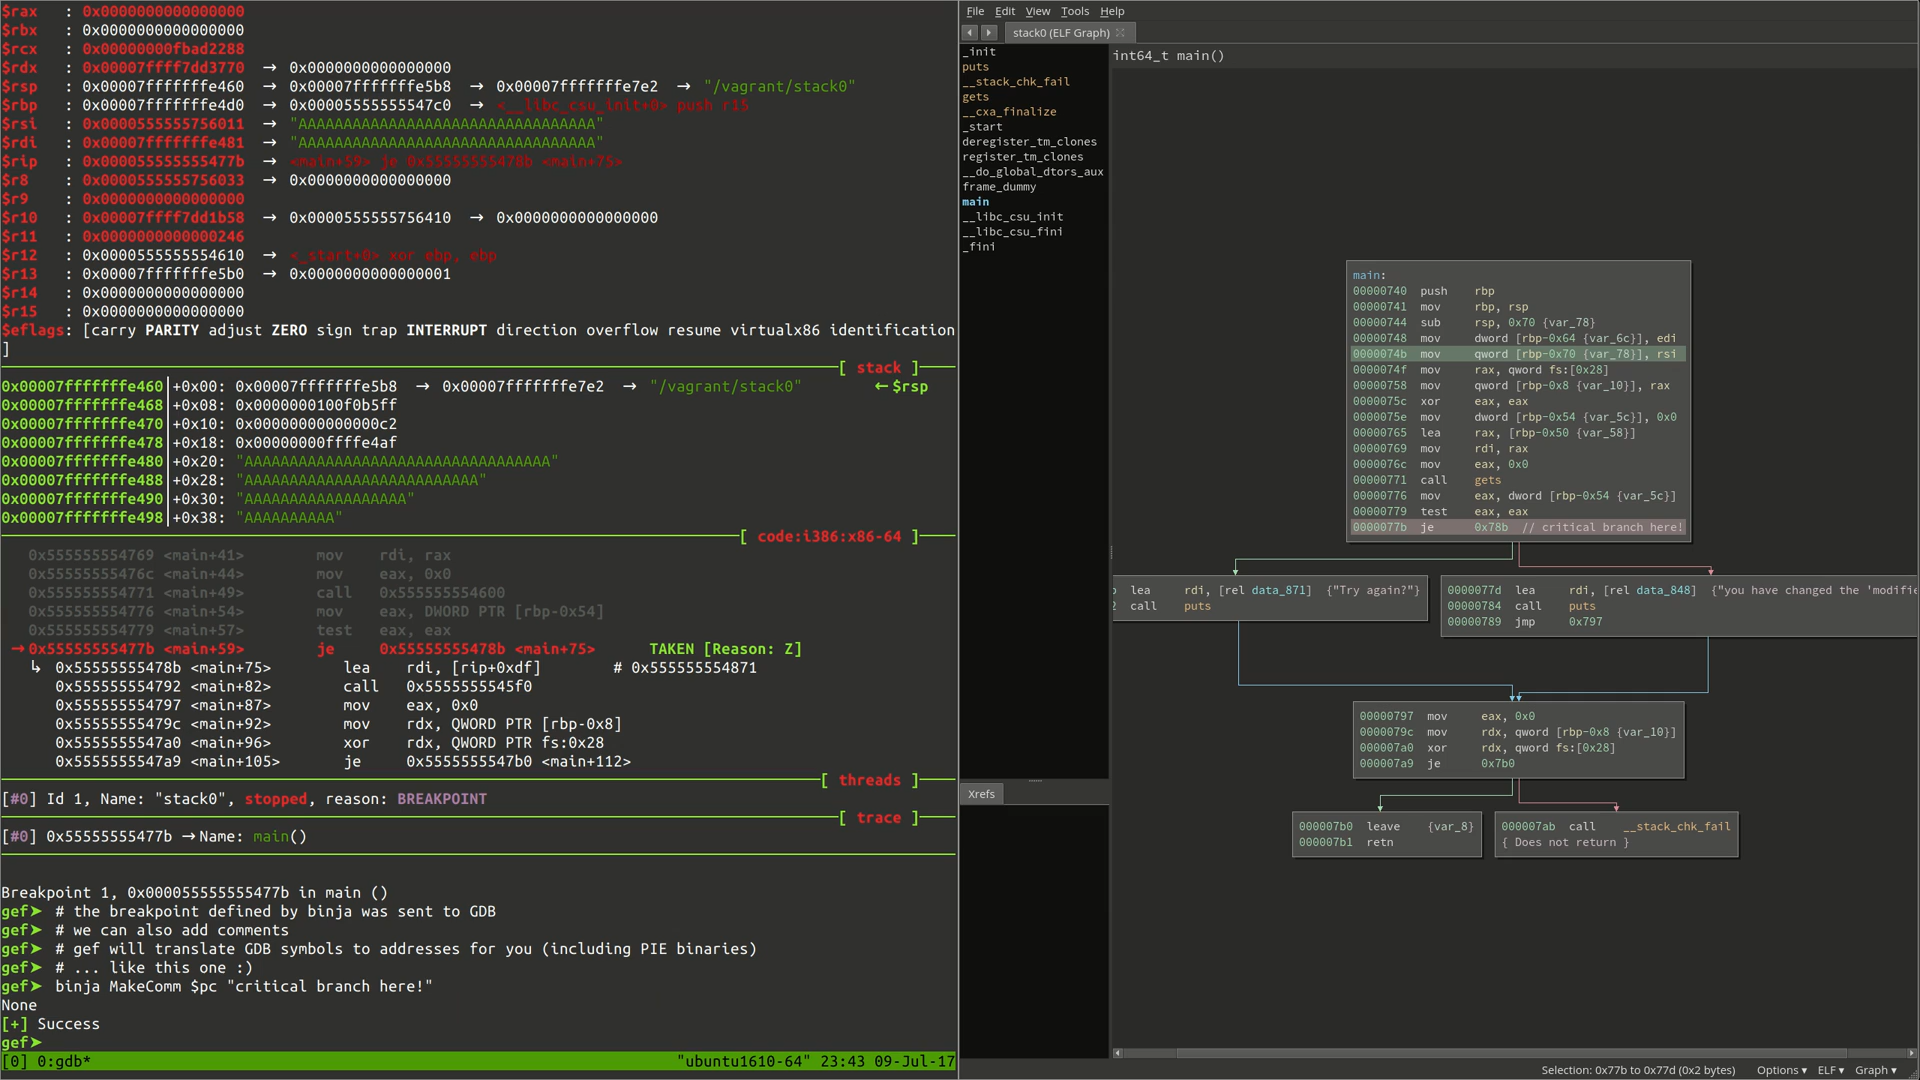 $rax : 0x0000000000000000
$rbx : 0x0000000000000000
$rcx : 0x00000000fbad2288
$rdx : 0x00007ffff7dd3770 → 0x0000000000000000
$rsp : 0x00007fffffffe460 → 0x00007fffffffe5b8 → 0x00007fffffffe7e2 → "/vagrant/stack0"
$rbp : 0x00007fffffffe4d0 → 0x00005555555547c0 → <__libc_csu_init+0> push r15
$rsi : 0x0000555555756011 → "AAAAAAAAAAAAAAAAAAAAAAAAAAAAAAAAA"
$rdi : 0x00007fffffffe481 → "AAAAAAAAAAAAAAAAAAAAAAAAAAAAAAAAA"
$rip : 0x000055555555477b → <main+59> je 0x55555555478b <main+75>
$r8 : 0x0000555555756033 → 0x0000000000000000
$r9 : 0x0000000000000000
$r10 : 0x00007ffff7dd1b58 → 0x0000555555756410 → 0x0000000000000000
$r11 : 0x0000000000000246
$r12 : 0x0000555555554610 → <_start+0> xor ebp, ebp
$r13 : 0x00007fffffffe5b0 → 0x0000000000000001
$r14 : 0x0000000000000000
$r15 : 0x0000000000000000
$eflags: [carry PARITY adjust ZERO sign trap INTERRUPT direction overflow resume virtualx86 identification
]
[ stack ]
0x00007fffffffe460│+0x00: 0x00007fffffffe5b8 → 0x00007fffffffe7e2 → "/vagrant/stack0" ←$rsp
0x00007fffffffe468│+0x08: 0x0000000100f0b5ff
0x00007fffffffe470│+0x10: 0x00000000000000c2
0x00007fffffffe478│+0x18: 0x00000000ffffe4af
0x00007fffffffe480│+0x20: "AAAAAAAAAAAAAAAAAAAAAAAAAAAAAAAAAA"
0x00007fffffffe488│+0x28: "AAAAAAAAAAAAAAAAAAAAAAAAAA"
0x00007fffffffe490│+0x30: "AAAAAAAAAAAAAAAAAA"
0x00007fffffffe498│+0x38: "AAAAAAAAAA"
[ code:i386:x86-64 ]
0x555555554769 <main+41> mov rdi, rax
0x55555555476c <main+44> mov eax, 0x0
0x555555554771 <main+49> call 0x555555554600
0x555555554776 <main+54> mov eax, DWORD PTR [rbp-0x54]
0x555555554779 <main+57> test eax, eax
→0x55555555477b <main+59> je 0x55555555478b <main+75> TAKEN [Reason: Z]
↳ 0x55555555478b <main+75> lea rdi, [rip+0xdf] # 0x555555554871
0x555555554792 <main+82> call 0x5555555545f0
0x555555554797 <main+87> mov eax, 0x0
0x55555555479c <main+92> mov rdx, QWORD PTR [rbp-0x8]
0x5555555547a0 <main+96> xor rdx, QWORD PTR fs:0x28
0x5555555547a9 <main+105> je 0x5555555547b0 <main+112>
[ threads ]
[#0] Id 1, Name: "stack0", stopped, reason: BREAKPOINT
[ trace ]
[#0] 0x55555555477b →Name: main()
Breakpoint 1, 0x000055555555477b in main ()
gef➤ # the breakpoint defined by binja was sent to GDB
gef➤ # we can also add comments
gef➤ # gef will translate GDB symbols to addresses for you (including PIE binaries)
gef➤ # ... like this one :)
gef➤ binja MakeComm $pc "critical branch here!"
None
[+] Success
gef➤
[0] 0:gdb* "ubuntu1610-64" 23:43 09-Jul-17
File Edit View Tools Help
stack0 (ELF Graph)
_init
puts
__stack_chk_fail
gets
__cxa_finalize
_start
deregister_tm_clones
register_tm_clones
__do_global_dtors_aux
frame_dummy
main
__libc_csu_init
__libc_csu_fini
_fini
Xrefs
int64_t main()
main:
00000740 push rbp
00000741 mov rbp, rsp
00000744 sub rsp, 0x70 {var_78}
00000748 mov dword [rbp-0x64 {var_6c}], edi
0000074b mov qword [rbp-0x70 {var_78}], rsi
0000074f mov rax, qword fs:[0x28]
00000758 mov qword [rbp-0x8 {var_10}], rax
0000075c xor eax, eax
0000075e mov dword [rbp-0x54 {var_5c}], 0x0
00000765 lea rax, [rbp-0x50 {var_58}]
00000769 mov rdi, rax
0000076c mov eax, 0x0
00000771 call gets
00000776 mov eax, dword [rbp-0x54 {var_5c}]
00000779 test eax, eax
0000077b je 0x78b // critical branch here!
lea rdi, [rel data_871] {"Try again?"}
2 call puts
0000077d lea rdi, [rel data_848] {"you have changed the 'modifie
00000784 call puts
00000789 jmp 0x797
00000797 mov eax, 0x0
0000079c mov rdx, qword [rbp-0x8 {var_10}]
000007a0 xor rdx, qword fs:[0x28]
000007a9 je 0x7b0
000007b0 leave {var_8}
000007b1 retn
000007ab call __stack_chk_fail
{ Does not return }
Selection: 0x77b to 0x77d (0x2 bytes) Options▾ ELF▾ Graph▾